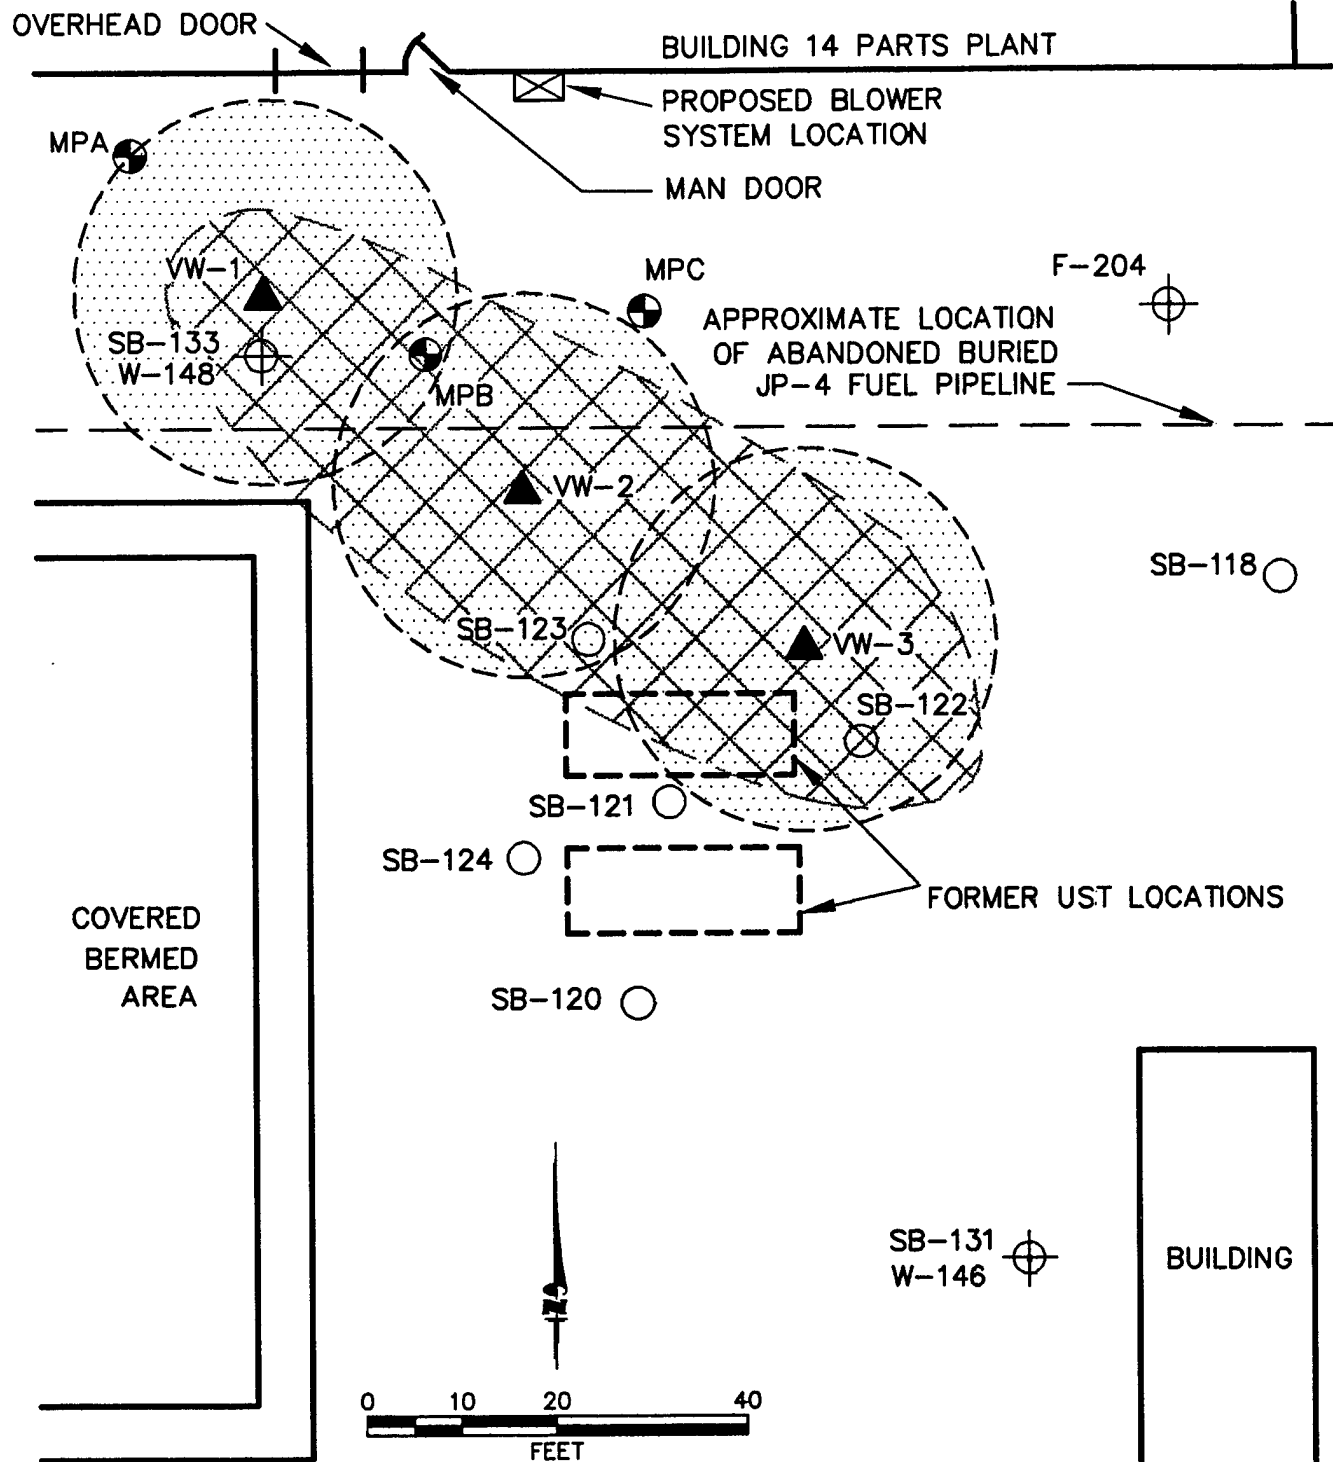 OVERHEAD DOOR
BUILDING 14 PARTS PLANT
PROPOSED BLOWER
SYSTEM LOCATION
MPA
MAN DOOR
VW-1
MPC
F-204
SB-133
W-148
APPROXIMATE LOCATION
OF ABANDONED BURIED
JP-4 FUEL PIPELINE
MPB
VW-2
SB-118
SB-123
VW-3
SB-122
SB-121
SB-124
FORMER UST LOCATIONS
COVERED
BERMED
AREA
SB-120
SB-131
W-146
BUILDING
N
0 10 20 40
FEET